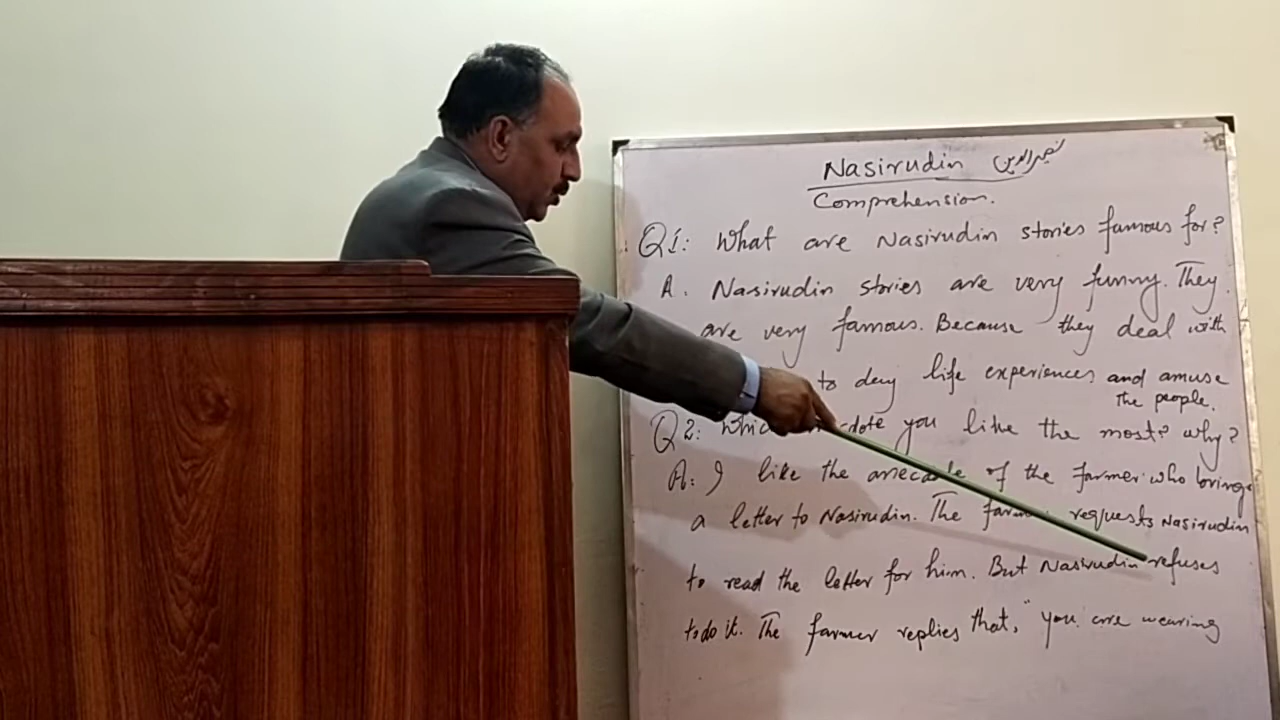 Nasirudin نصیرالدین
Comprehension.
Q1: What are Nasirudin stories famous for?
A. Nasirudin stories are very funny. They
are very famous. Because they deal with
to day life experiences and amuse
the people.
Q2: you like the most? why?
A: I like the of the farmer who brings
a letter to Nasirudin. The requests Nasirudin
to read the letter for him. But Nasirudin refuses
to do it. The farmer replies that, "you are wearing